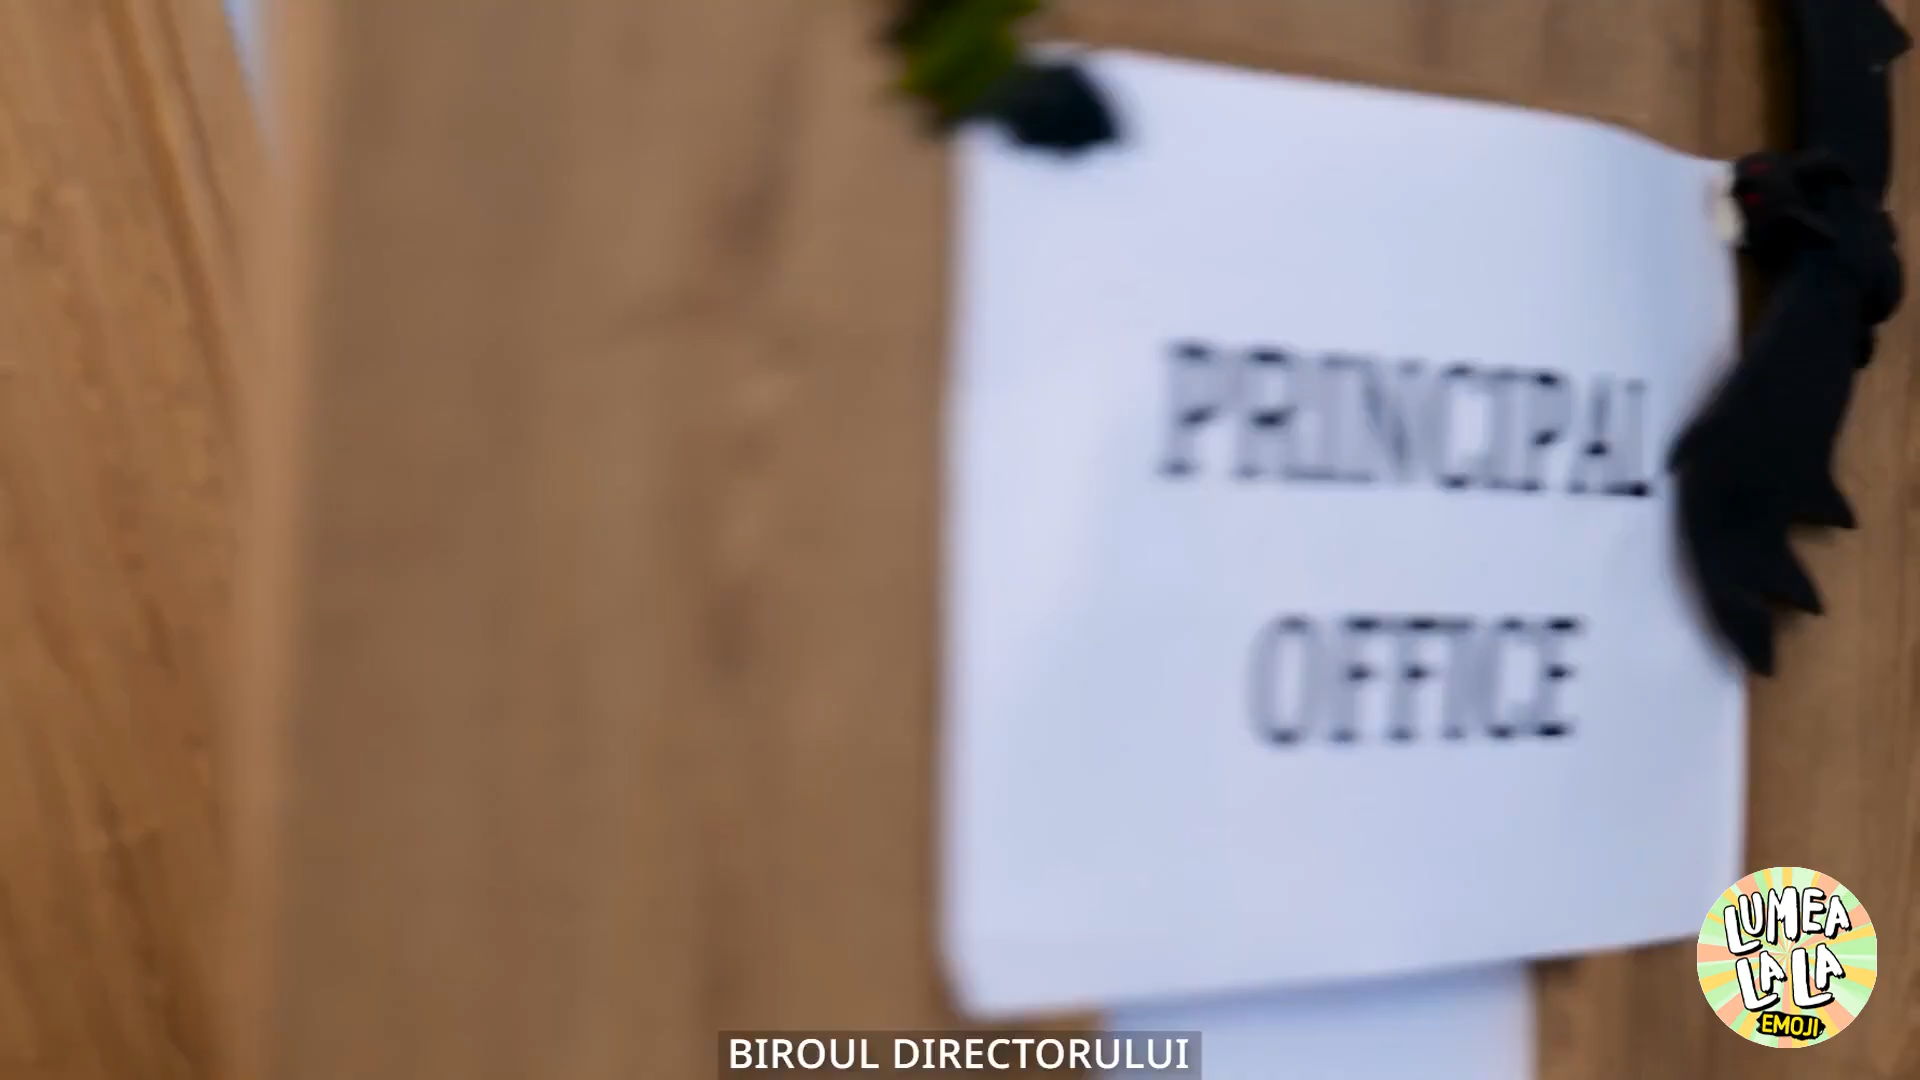 PRINCIPAL
OFFICE
LUMEA
LA LA
EMOJI
BIROUL DIRECTORULUI